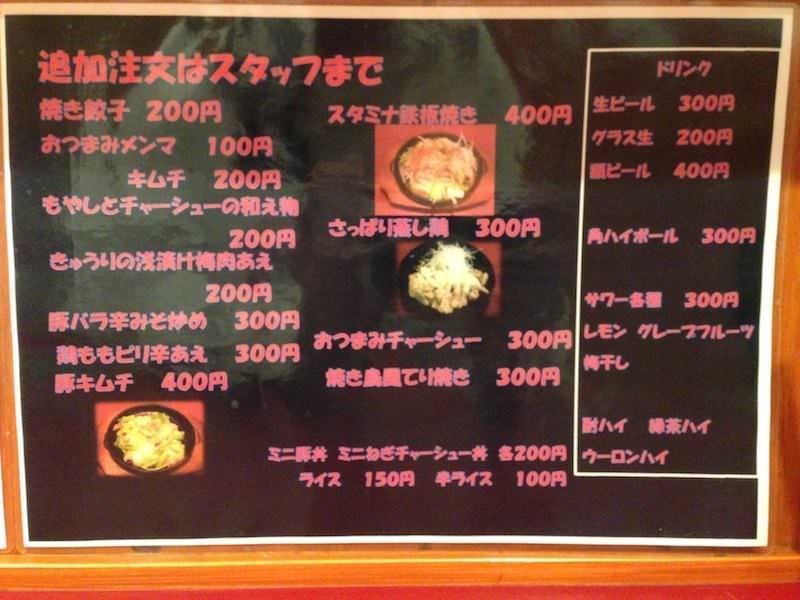 追加注文はスタッフまで
焼き餃子 200円
おつまみメンマ 100円
キムチ 200円
もやしとチャーシューの和え物
200円
きゅうりの浅漬け梅肉あえ
200円
豚バラ辛みそ炒め 300円
鶏ももピリ辛あえ 300円
豚キムチ 400円
スタミナ鉄板焼き 400円
さっぱり蒸し鶏 300円
おつまみチャーシュー 300円
焼き鳥風てり焼き 300円
ミニ豚丼 ミニねぎチャーシュー丼 各200円
ライス 150円 半ライス 100円
ドリンク
生ビール 300円
グラス生 200円
瓶ビール 400円
角ハイボール 300円
サワー各種 300円
レモン グレープフルーツ
梅干し
酎ハイ 緑茶ハイ
ウーロンハイ